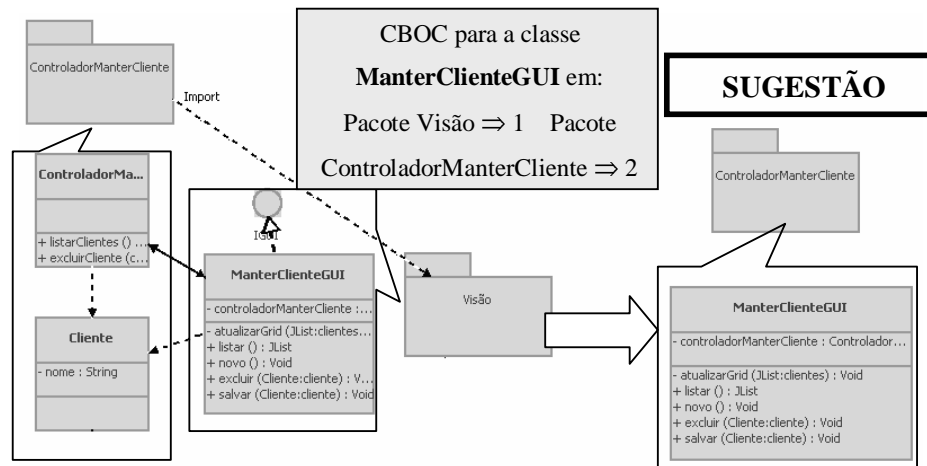 ControladorManterCliente
Import
CBOC para a classe
ManterClienteGUI em:
Pacote Visão ⇒ 1 Pacote
ControladorManterCliente ⇒ 2
SUGESTÃO
ControladorManterCliente
ControladorMa...
+ listarClientes () ...
+ excluirCliente (c...
Cliente
- nome : String
IGUI
ManterClienteGUI
- controladorManterCliente :...
- atualizarGrid (JList:clientes...
+ listar () : JList
+ novo () : Void
+ excluir (Cliente:cliente) : V...
+ salvar (Cliente:cliente) : Void
Visão
ManterClienteGUI
- controladorManterCliente : Controlador...
- atualizarGrid (JList:clientes) : Void
+ listar () : JList
+ novo () : Void
+ excluir (Cliente:cliente) : Void
+ salvar (Cliente:cliente) : Void